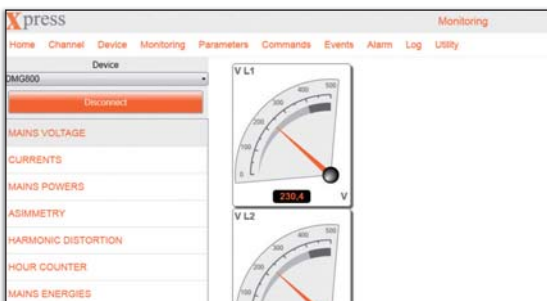 Xpress
Monitoring
Home Channel Device Monitoring Parameters Commands Events Alarm Log Utility
Device
DMG800
Disconnect
MAINS VOLTAGE
CURRENTS
MAINS POWERS
ASIMMETRY
HARMONIC DISTORTION
HOUR COUNTER
MAINS ENERGIES
V L1
0 100 200 300 400 500
230,4 V
V L2
100 200 300 400 500